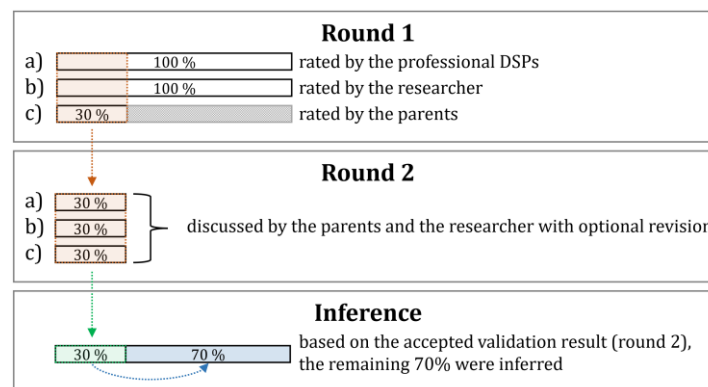 Round 1
a) 100 % rated by the professional DSPs
b) 100 % rated by the researcher
c) 30 % rated by the parents
Round 2
a) 30 %
b) 30 % discussed by the parents and the researcher with optional revision
c) 30 %
Inference
30 % 70 % based on the accepted validation result (round 2),
the remaining 70% were inferred